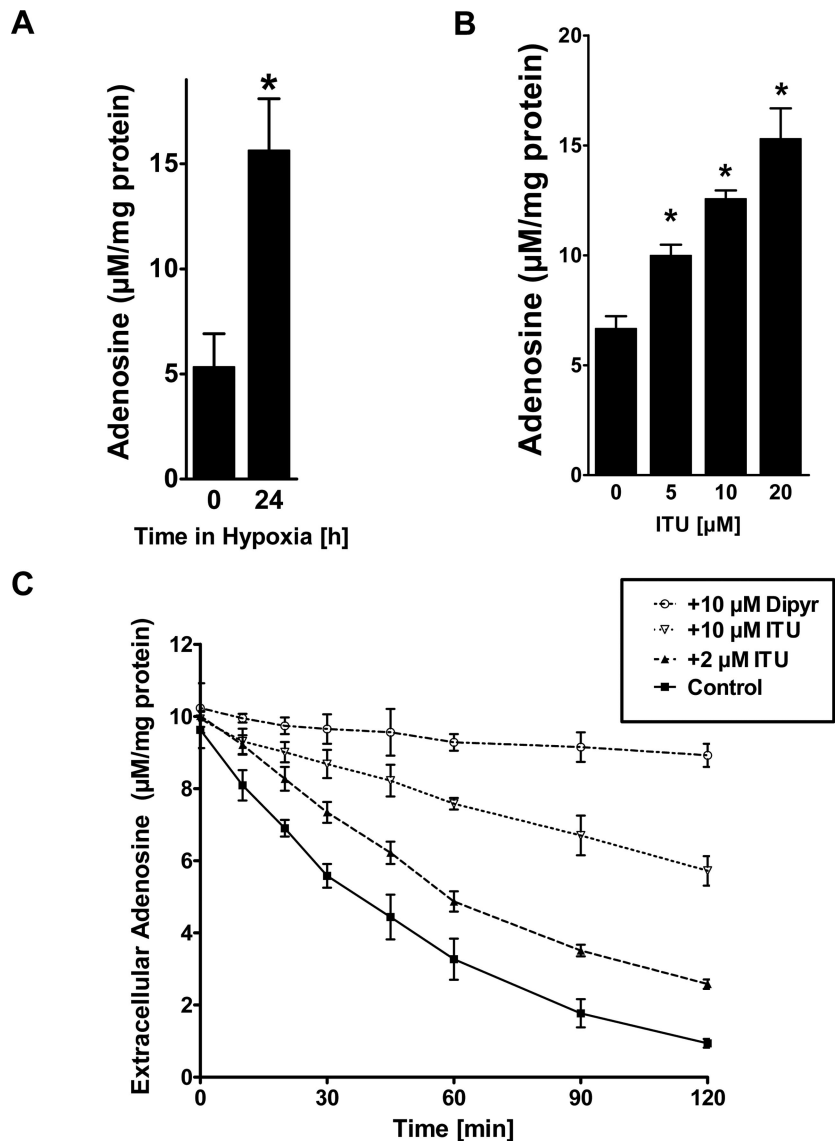 A
Adenosine (µM/mg protein)
15
10
5
0
*
0 24
Time in Hypoxia [h]
B
Adenosine (µM/mg protein)
20
15
10
5
0
* * *
0 5 10 20
ITU [µM]
C
+10 µM Dipyr
+10 µM ITU
+2 µM ITU
Control
Extracellular Adenosine (µM/mg protein)
12
10
8
6
4
2
0
0 30 60 90 120
Time [min]